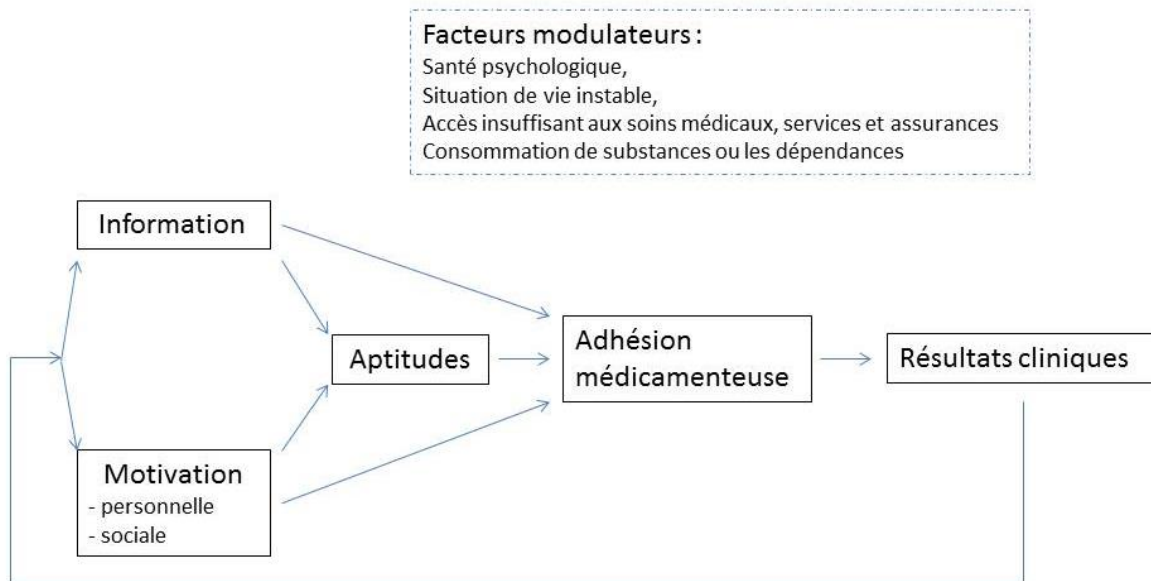 Facteurs modulateurs :
Santé psychologique,
Situation de vie instable,
Accès insuffisant aux soins médicaux, services et assurances
Consommation de substances ou les dépendances
Information
Aptitudes
Adhésion
médicamenteuse
Résultats cliniques
Motivation
- personnelle
- sociale